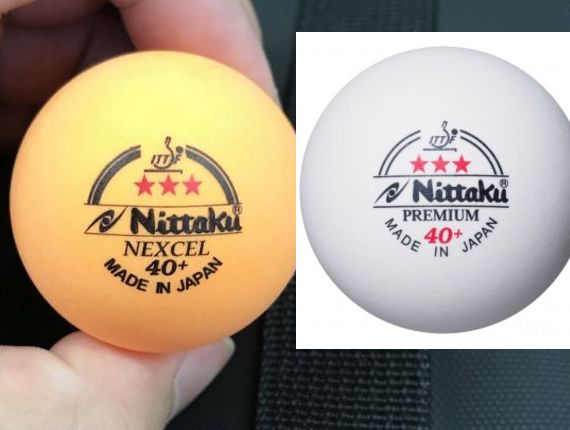 ITTF
Nittaku®
NEXCEL
40+
MADE IN JAPAN
ITTF
Nittaku®
PREMIUM
40+
MADE IN JAPAN